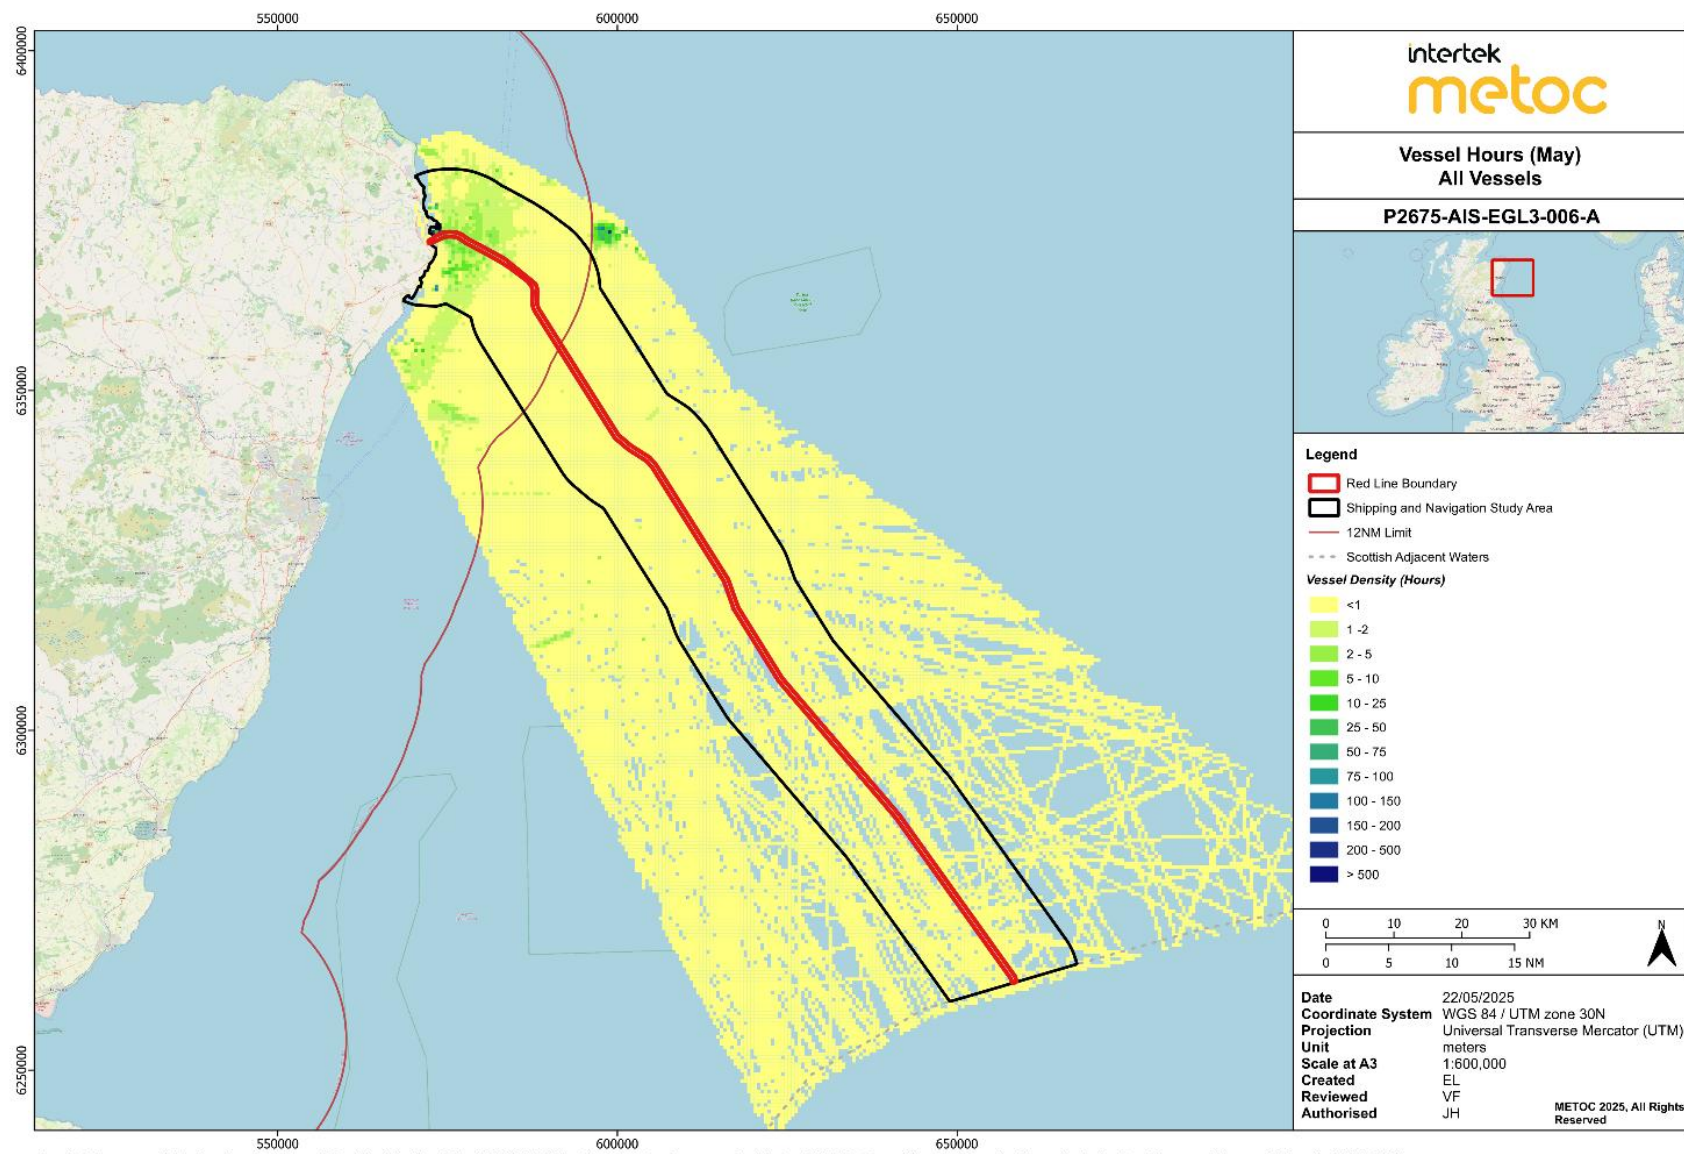 550000
600000
650000
6400000
6350000
6300000
6250000
550000
600000
650000
intertek
metoc
Vessel Hours (May)
All Vessels
P2675-AIS-EGL3-006-A
Legend
Red Line Boundary
Shipping and Navigation Study Area
12NM Limit
Scottish Adjacent Waters
Vessel Density (Hours)
<1
1 -2
2 - 5
5 - 10
10 - 25
25 - 50
50 - 75
75 - 100
100 - 150
150 - 200
200 - 500
> 500
0 10 20 30 KM
0 5 10 15 NM
N
Date 22/05/2025
Coordinate System WGS 84 / UTM zone 30N
Projection Universal Transverse Mercator (UTM)
Unit meters
Scale at A3 1:600,000
Created EL
Reviewed VF
Authorised JH
METOC 2025, All Rights
Reserved